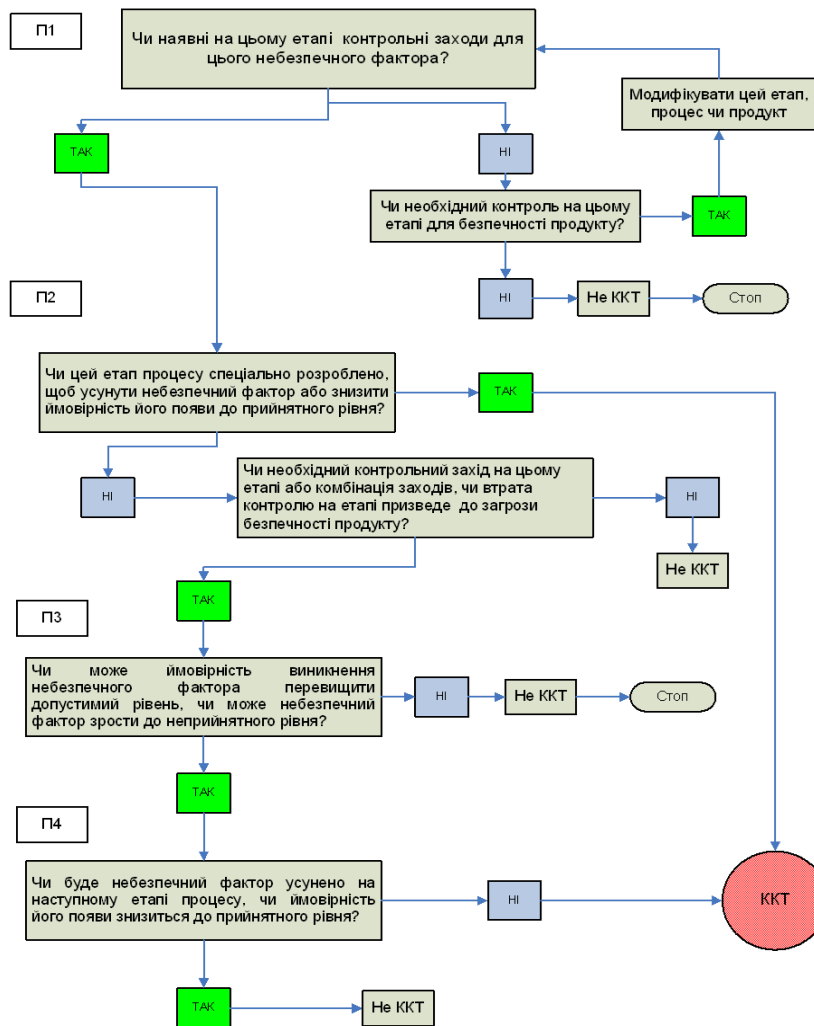 П1
Чи наявні на цьому етапі контрольні заходи для
цього небезпечного фактора?
Модифікувати цей етап,
процес чи продукт
ТАК
НІ
Чи необхідний контроль на цьому
етапі для безпечності продукту?
ТАК
НІ
Не ККТ
Стоп
П2
Чи цей етап процесу спеціально розроблено,
щоб усунути небезпечний фактор або знизити
ймовірність його появи до прийнятного рівня?
ТАК
НІ
Чи необхідний контрольний захід на цьому
етапі або комбінація заходів, чи втрата
контролю на етапі призведе до загрози
безпечності продукту?
НІ
Не ККТ
ТАК
П3
Чи може ймовірність виникнення
небезпечного фактора перевищити
допустимий рівень, чи може небезпечний
фактор зрости до неприйнятного рівня?
НІ
Не ККТ
Стоп
ТАК
П4
Чи буде небезпечний фактор усунено на
наступному етапі процесу, чи ймовірність
його появи знизиться до прийнятного рівня?
НІ
ККТ
ТАК
Не ККТ